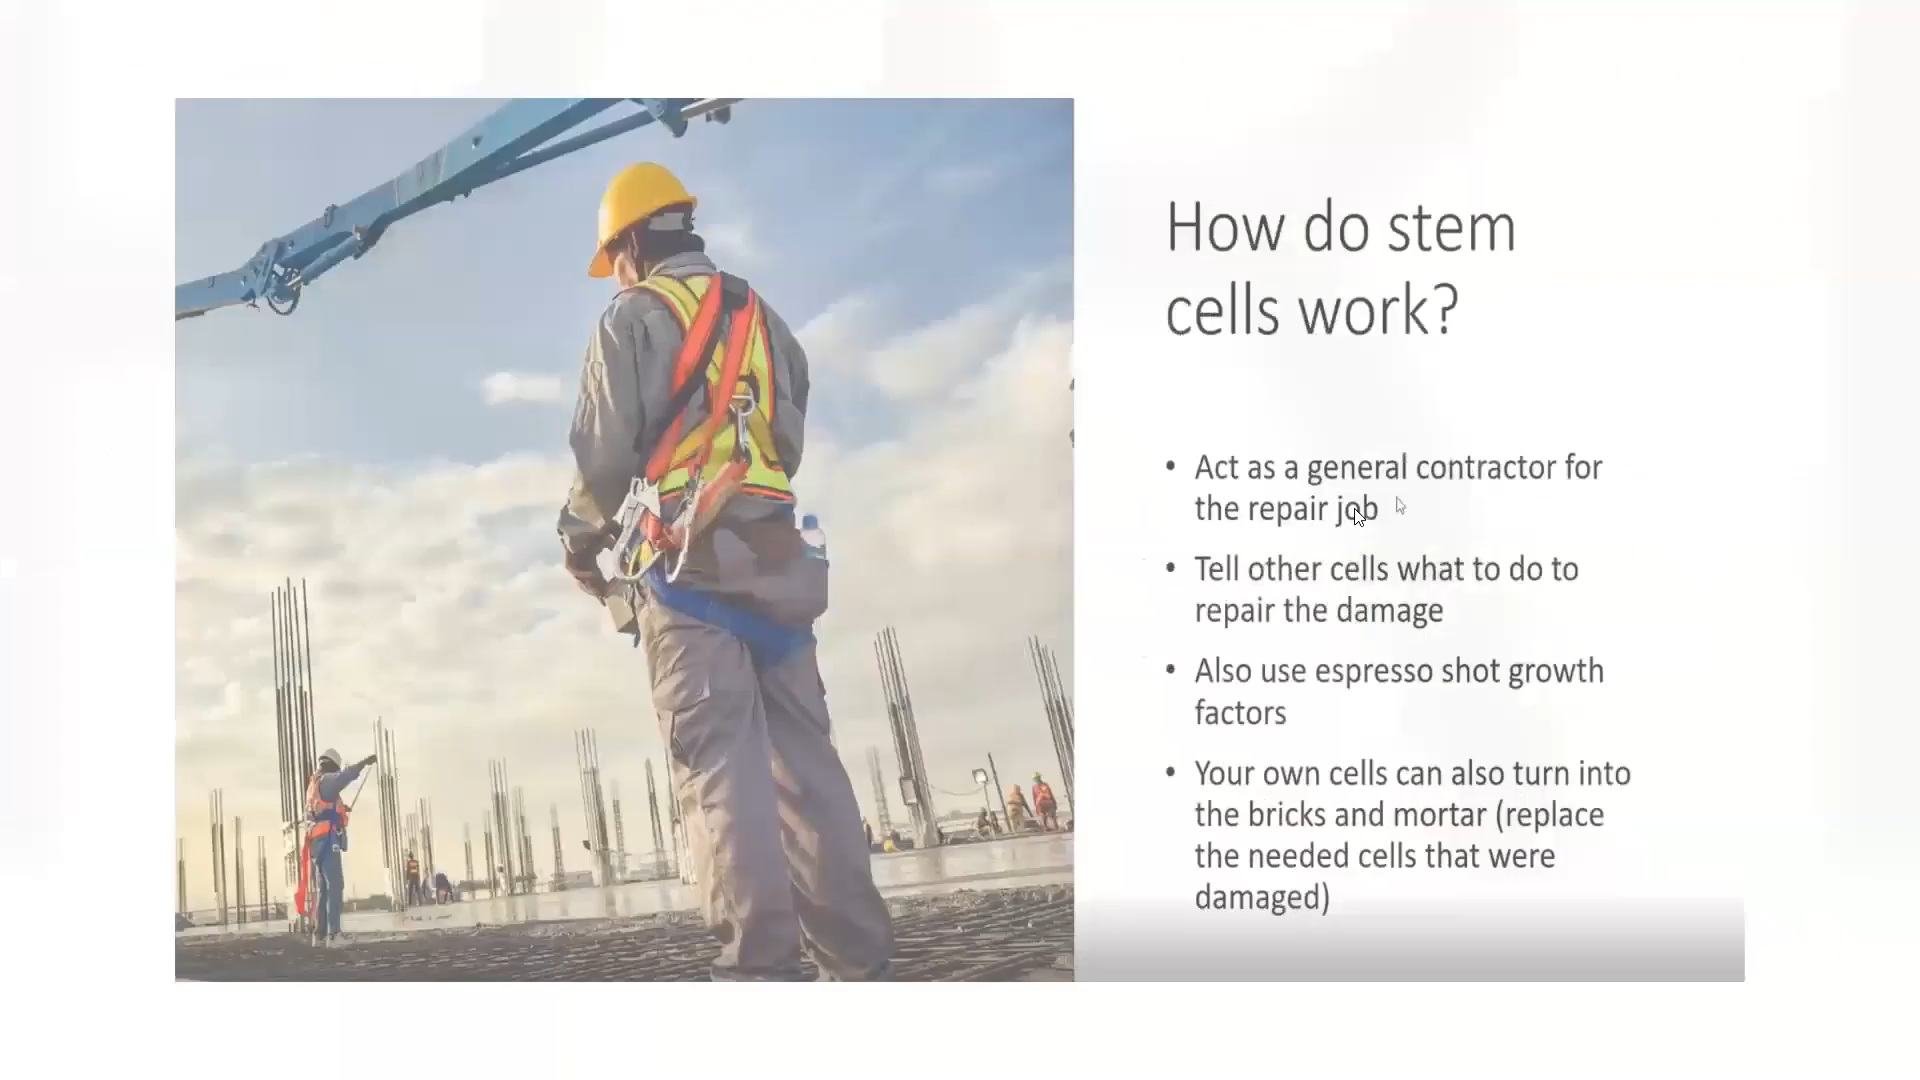 How do stem
cells work?
• Act as a general contractor for
the repair job
• Tell other cells what to do to
repair the damage
• Also use espresso shot growth
factors
• Your own cells can also turn into
the bricks and mortar (replace
the needed cells that were
damaged)